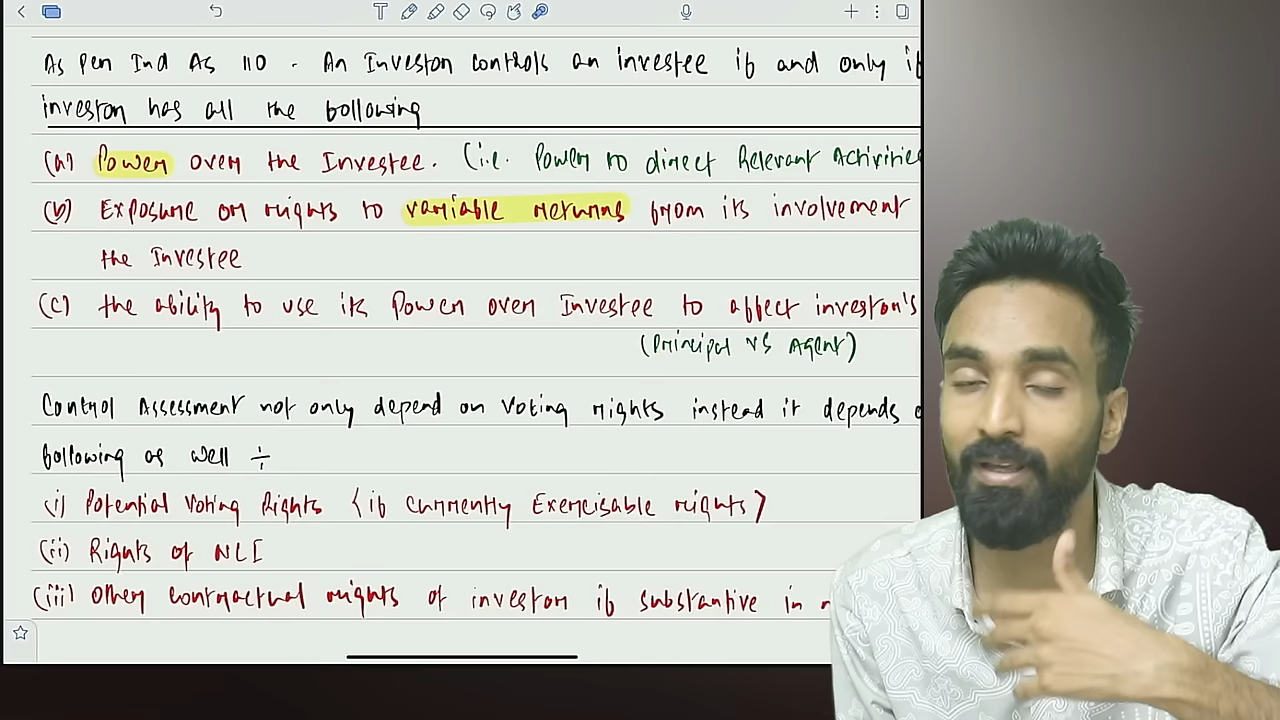 As per Ind As 110 . An Investor controls an investee if and only if
investor has all the following
(a) Power over the Investee. (i.e. Power to direct Relevant Activities
(b) Exposure or rights to variable returns from its involvement
the Investee
(c) the ability to use its Power over Investee to affect investor's
(Principal vs Agent)
Control Assessment not only depend on Voting rights instead it depends
following as well ÷
(i) Potential Voting Rights {if Currently Exercisable rights}
(ii) Rights of NCI
(iii) Other contractual rights of investor if substantive in